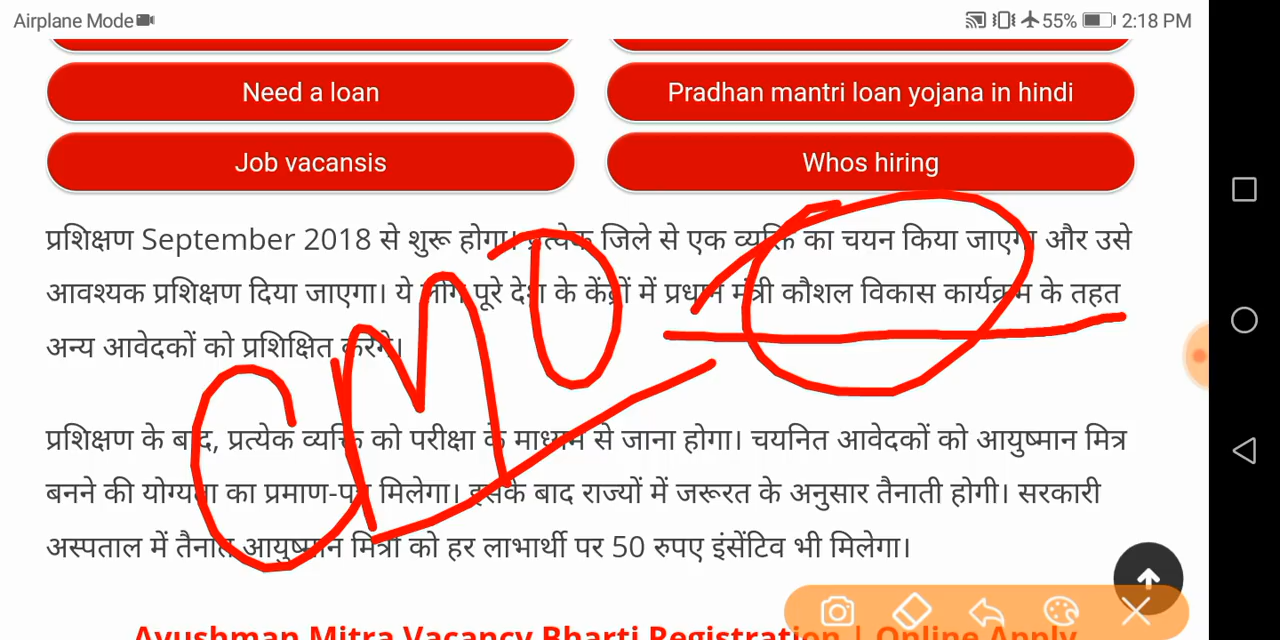 Airplane Mode 55% 2:18 PM
Need a loan Pradhan mantri loan yojana in hindi
Job vacansis Whos hiring
प्रशिक्षण September 2018 से शुरू होगा। प्रत्येक जिले से एक व्यक्ति का चयन किया जाएगा और उसे
आवश्यक प्रशिक्षण दिया जाएगा। ये लोग पूरे देश के केंद्रों में प्रधान मंत्री कौशल विकास कार्यक्रम के तहत
अन्य आवेदकों को प्रशिक्षित करेंगे।
CMO
प्रशिक्षण के बाद, प्रत्येक व्यक्ति को परीक्षा के माध्यम से जाना होगा। चयनित आवेदकों को आयुष्मान मित्र
बनने की योग्यता का प्रमाण-पत्र मिलेगा। इसके बाद राज्यों में जरूरत के अनुसार तैनाती होगी। सरकारी
अस्पताल में तैनात आयुष्मान मित्रों को हर लाभार्थी पर 50 रुपए इंसेंटिव भी मिलेगा।
Ayushman Mitra Vacancy Bharti Registration | Online Apply